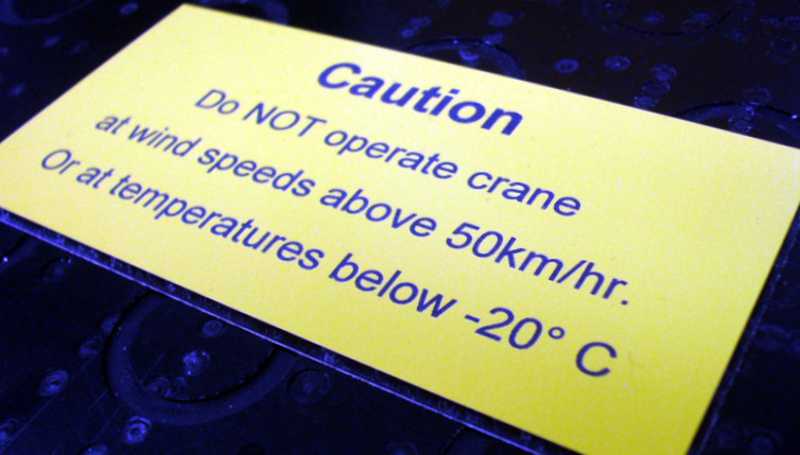 Caution
Do NOT operate crane
at wind speeds above 50km/hr.
Or at temperatures below -20° C